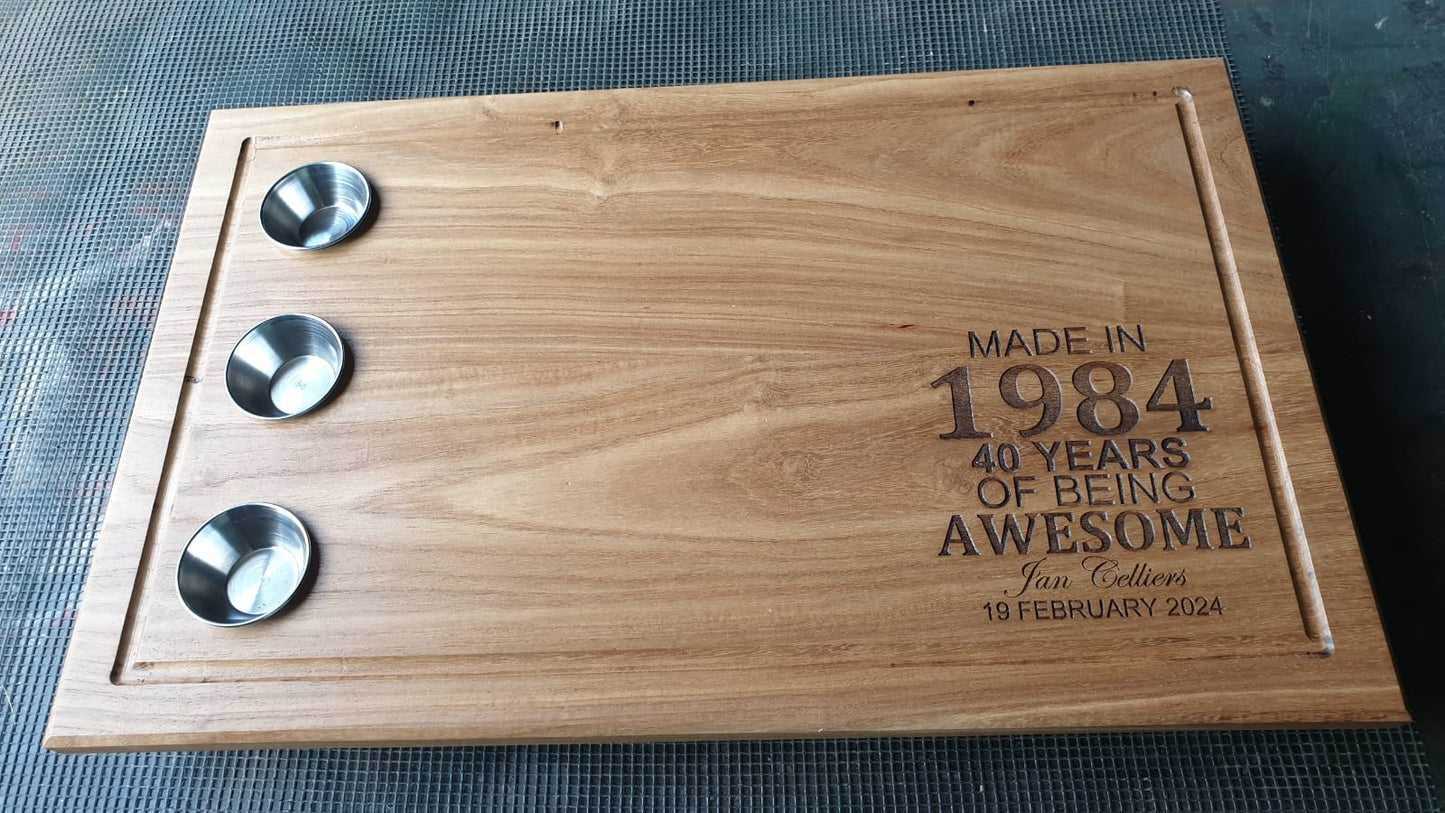 MADE IN
1984
40 YEARS
OF BEING
AWESOME
Jan Celliers
19 FEBRUARY 2024